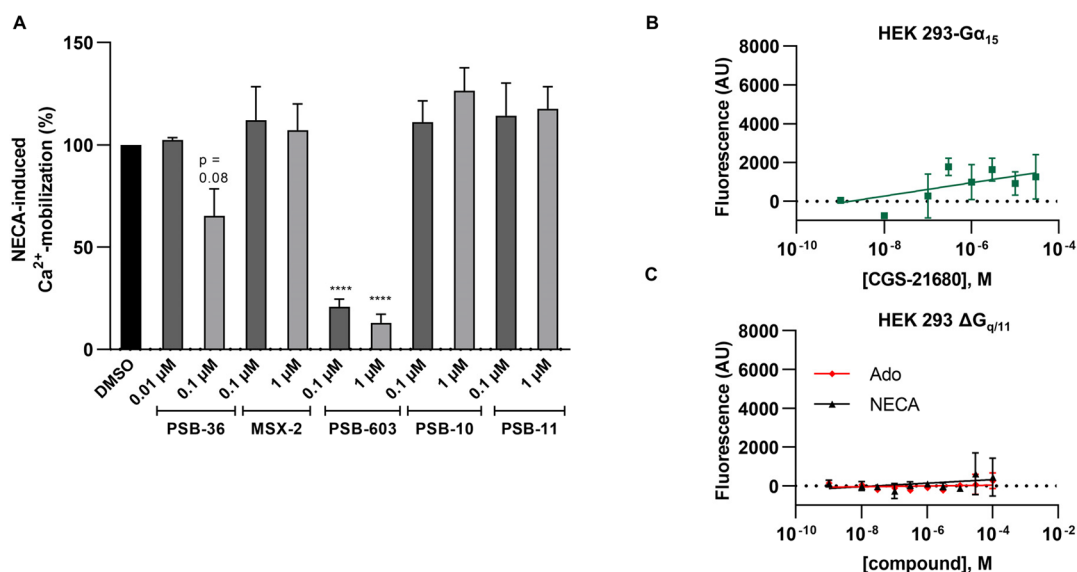 A
NECA-induced
Ca²⁺-mobilization (%)
150
100
50
0
p =
0.08
****
****
DMSO
0.01 µM
0.1 µM
0.1 µM
1 µM
0.1 µM
1 µM
0.1 µM
1 µM
0.1 µM
1 µM
PSB-36
MSX-2
PSB-603
PSB-10
PSB-11
B
HEK 293-Gα₁₅
Fluorescence (AU)
8000
6000
4000
2000
0
10⁻¹⁰
10⁻⁸
10⁻⁶
10⁻⁴
[CGS-21680], M
C
HEK 293 ΔG_q/11
Fluorescence (AU)
8000
6000
4000
2000
0
Ado
NECA
10⁻¹⁰
10⁻⁸
10⁻⁶
10⁻⁴
10⁻²
[compound], M